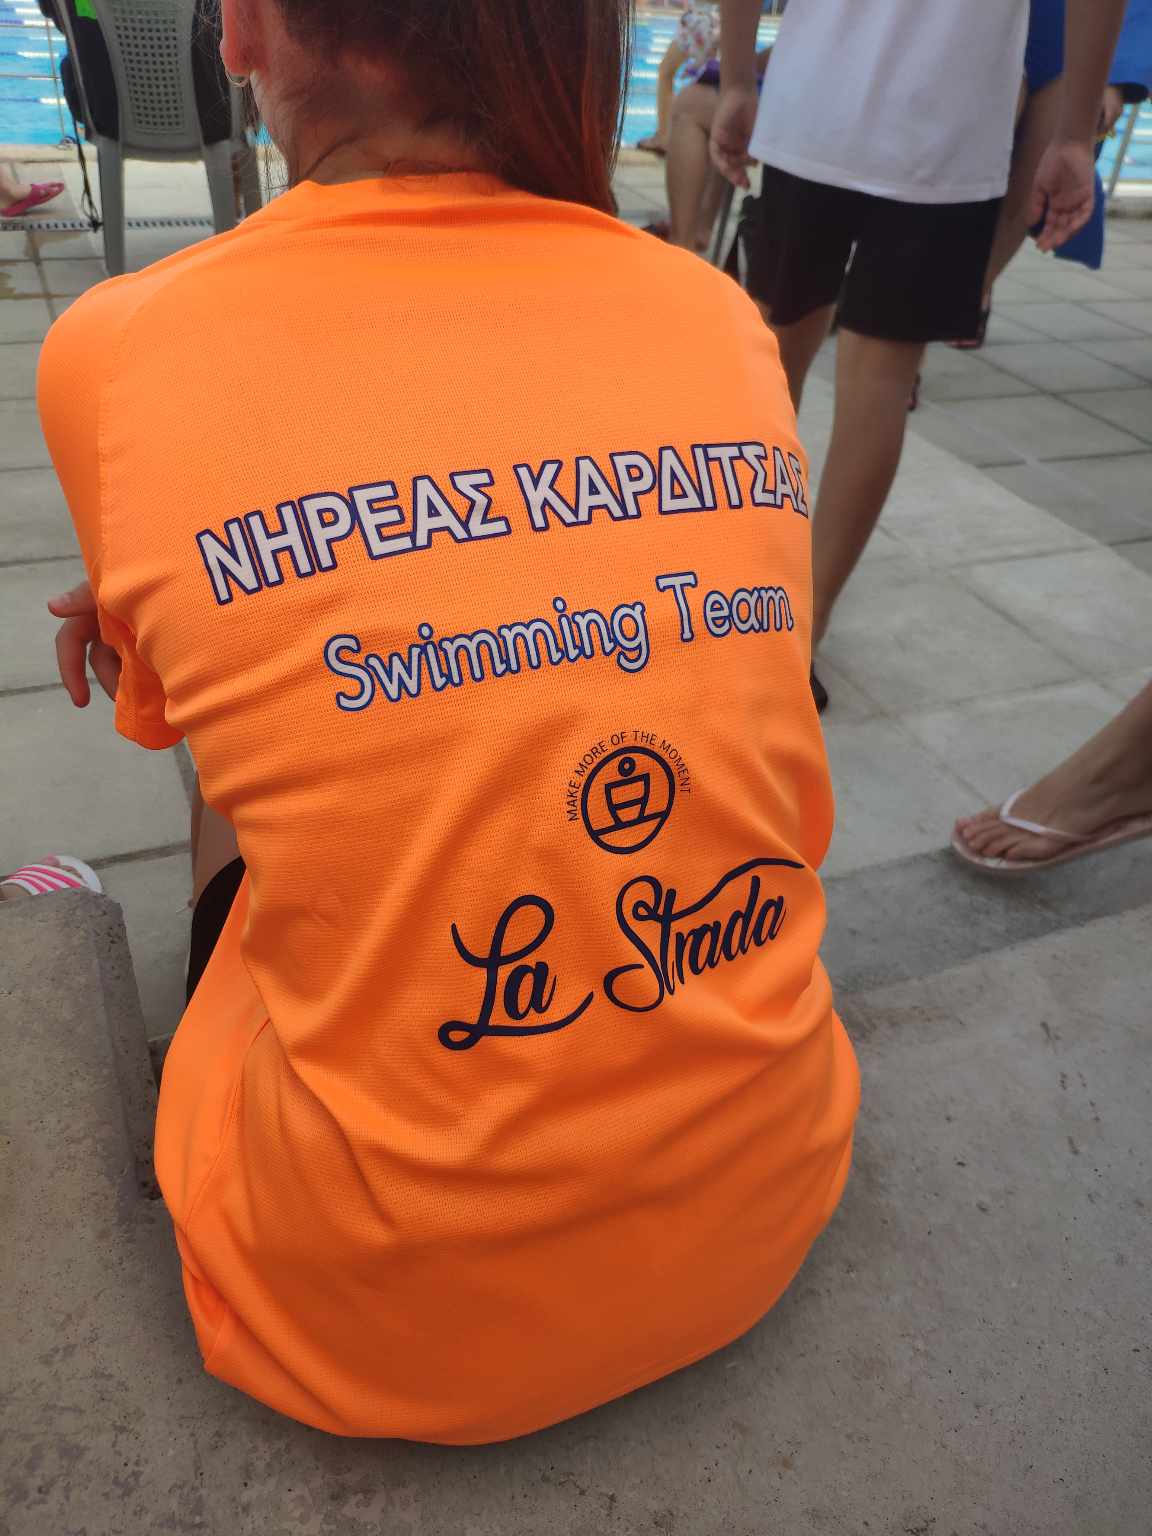 ΝΗΡΕΑΣ ΚΑΡΔΙΤΣΑΣ
Swimming Team
MAKE MORE OF THE MOMENT
La Strada